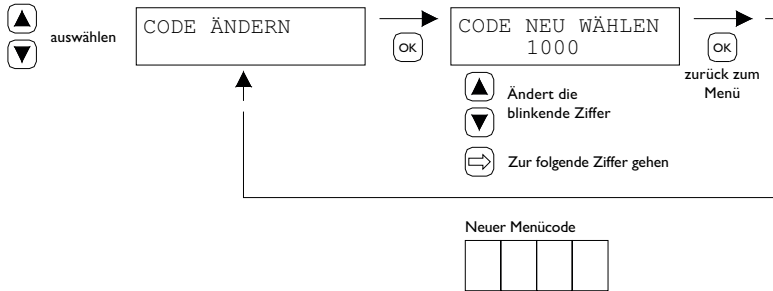 auswählen
CODE ÄNDERN
OK
CODE NEU WÄHLEN
1000
OK
zurück zum
Menü
Ändert die
blinkende Ziffer
Zur folgende Ziffer gehen
Neuer Menücode